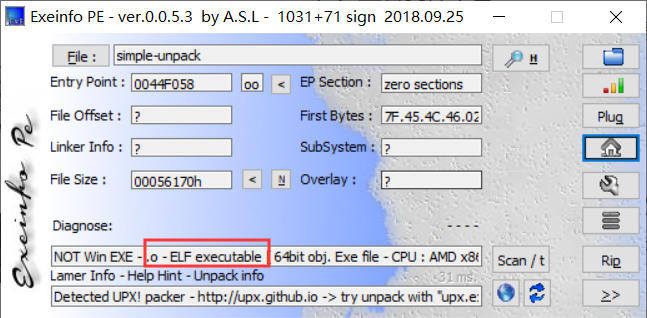 Exeinfo PE - ver.0.0.5.3 by A.S.L - 1031+71 sign 2018.09.25
File : simple-unpack H
Entry Point : 0044F058 oo < EP Section : zero sections
File Offset : ? First Bytes : 7F.45.4C.46.02 Plug
Linker Info : ? SubSystem : ?
File Size : 00056170h < N Overlay : ?
Diagnose: - - - -
NOT Win EXE - .o - ELF executable 64bit obj. Exe file - CPU : AMD x86 Scan / t Rip
Lamer Info - Help Hint - Unpack info 31 ms.
Detected UPX! packer - http://upx.github.io -> try unpack with "upx.e >>
Exeinfo Pe